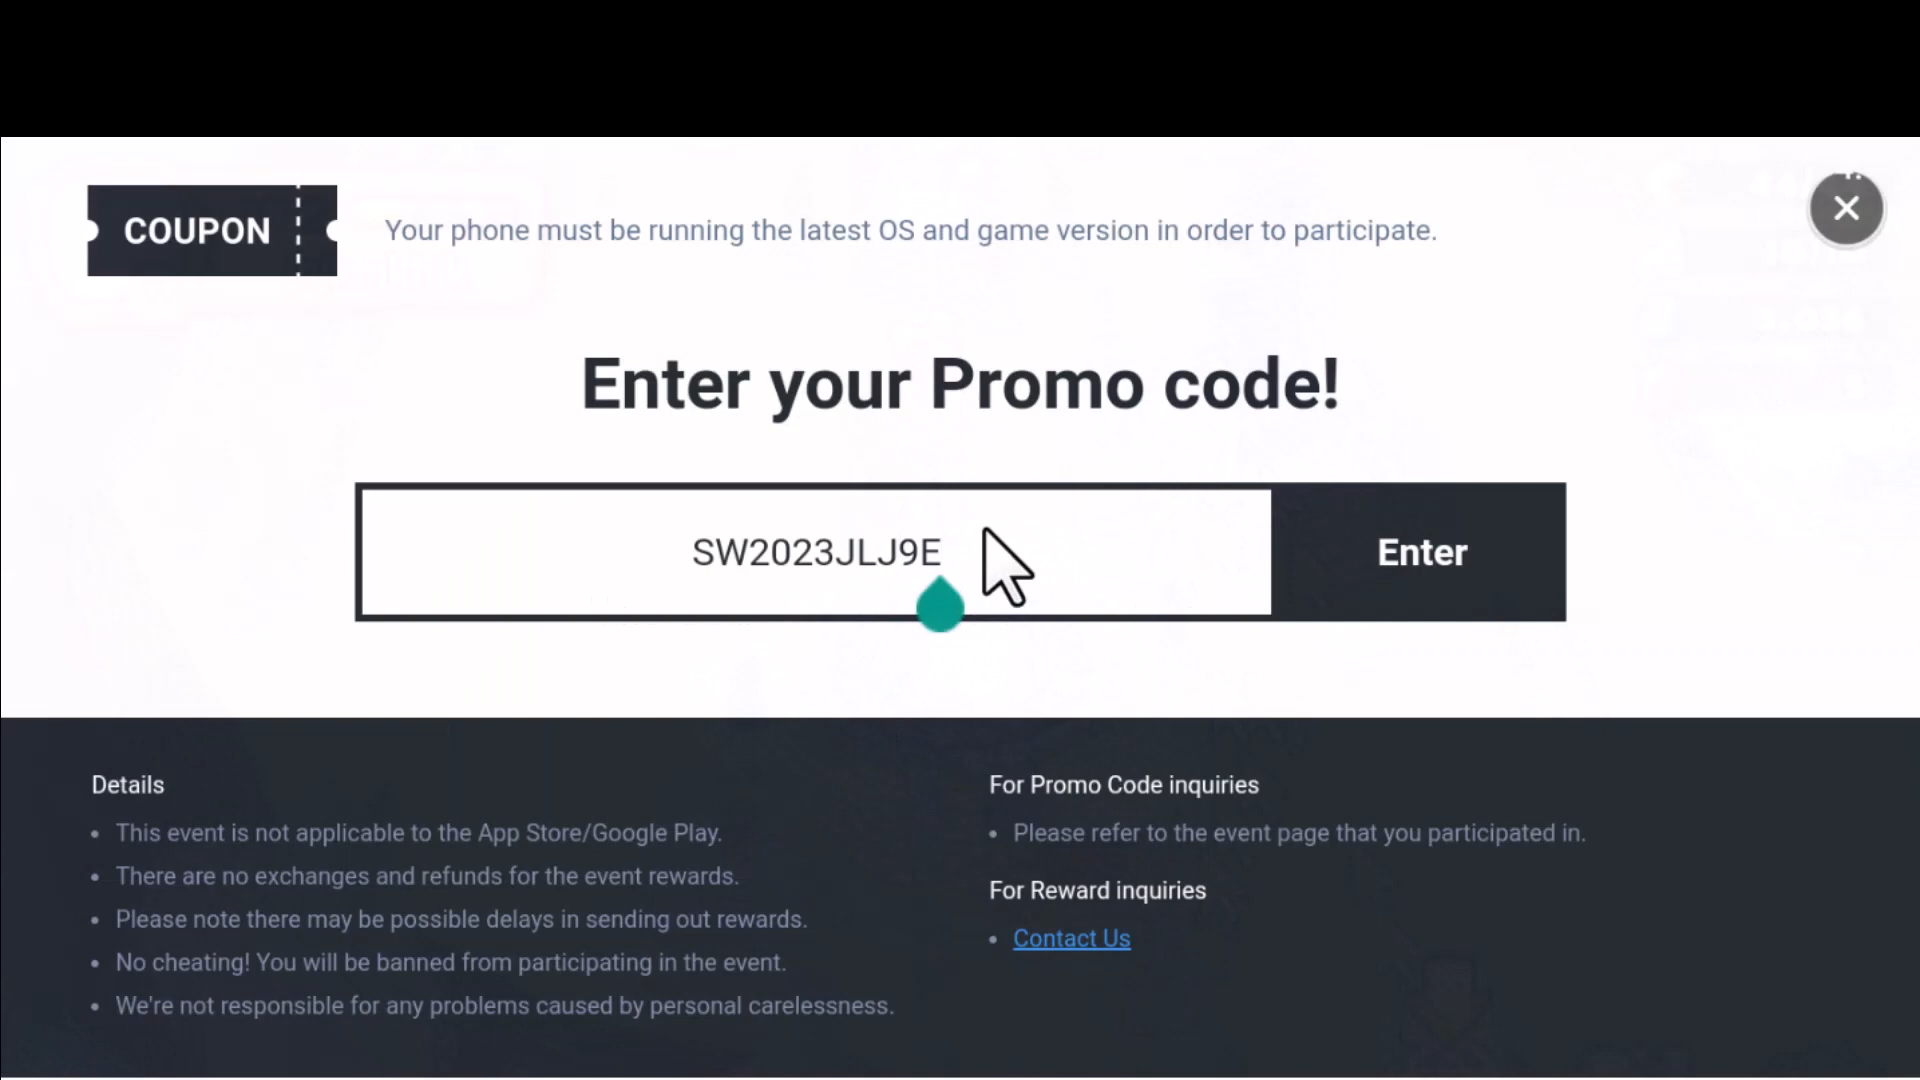 COUPON
Your phone must be running the latest OS and game version in order to participate.
Enter your Promo code!
SW2023JLJ9E
Enter
Details
• This event is not applicable to the App Store/Google Play.
• There are no exchanges and refunds for the event rewards.
• Please note there may be possible delays in sending out rewards.
• No cheating! You will be banned from participating in the event.
• We're not responsible for any problems caused by personal carelessness.
For Promo Code inquiries
• Please refer to the event page that you participated in.
For Reward inquiries
• Contact Us